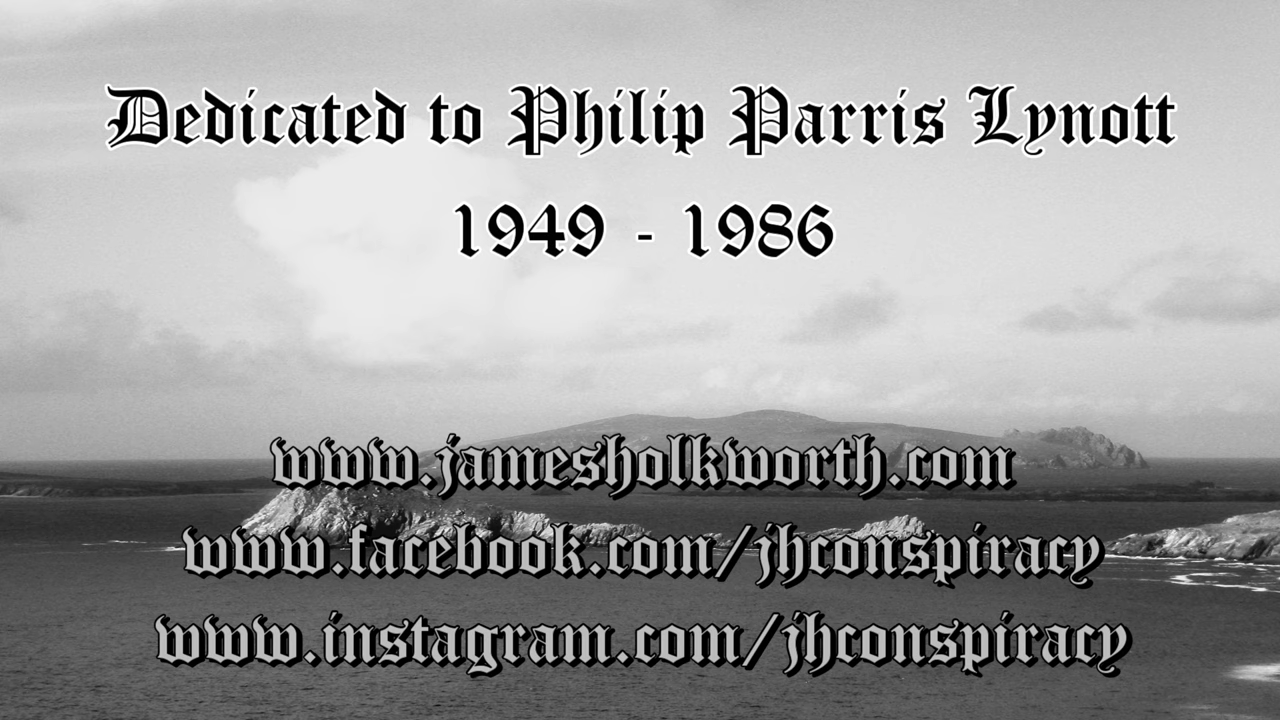 Dedicated to Philip Parris Lynott
1949 - 1986
www.jamesholkworth.com
www.facebook.com/jhconspiracy
www.instagram.com/jhconspiracy